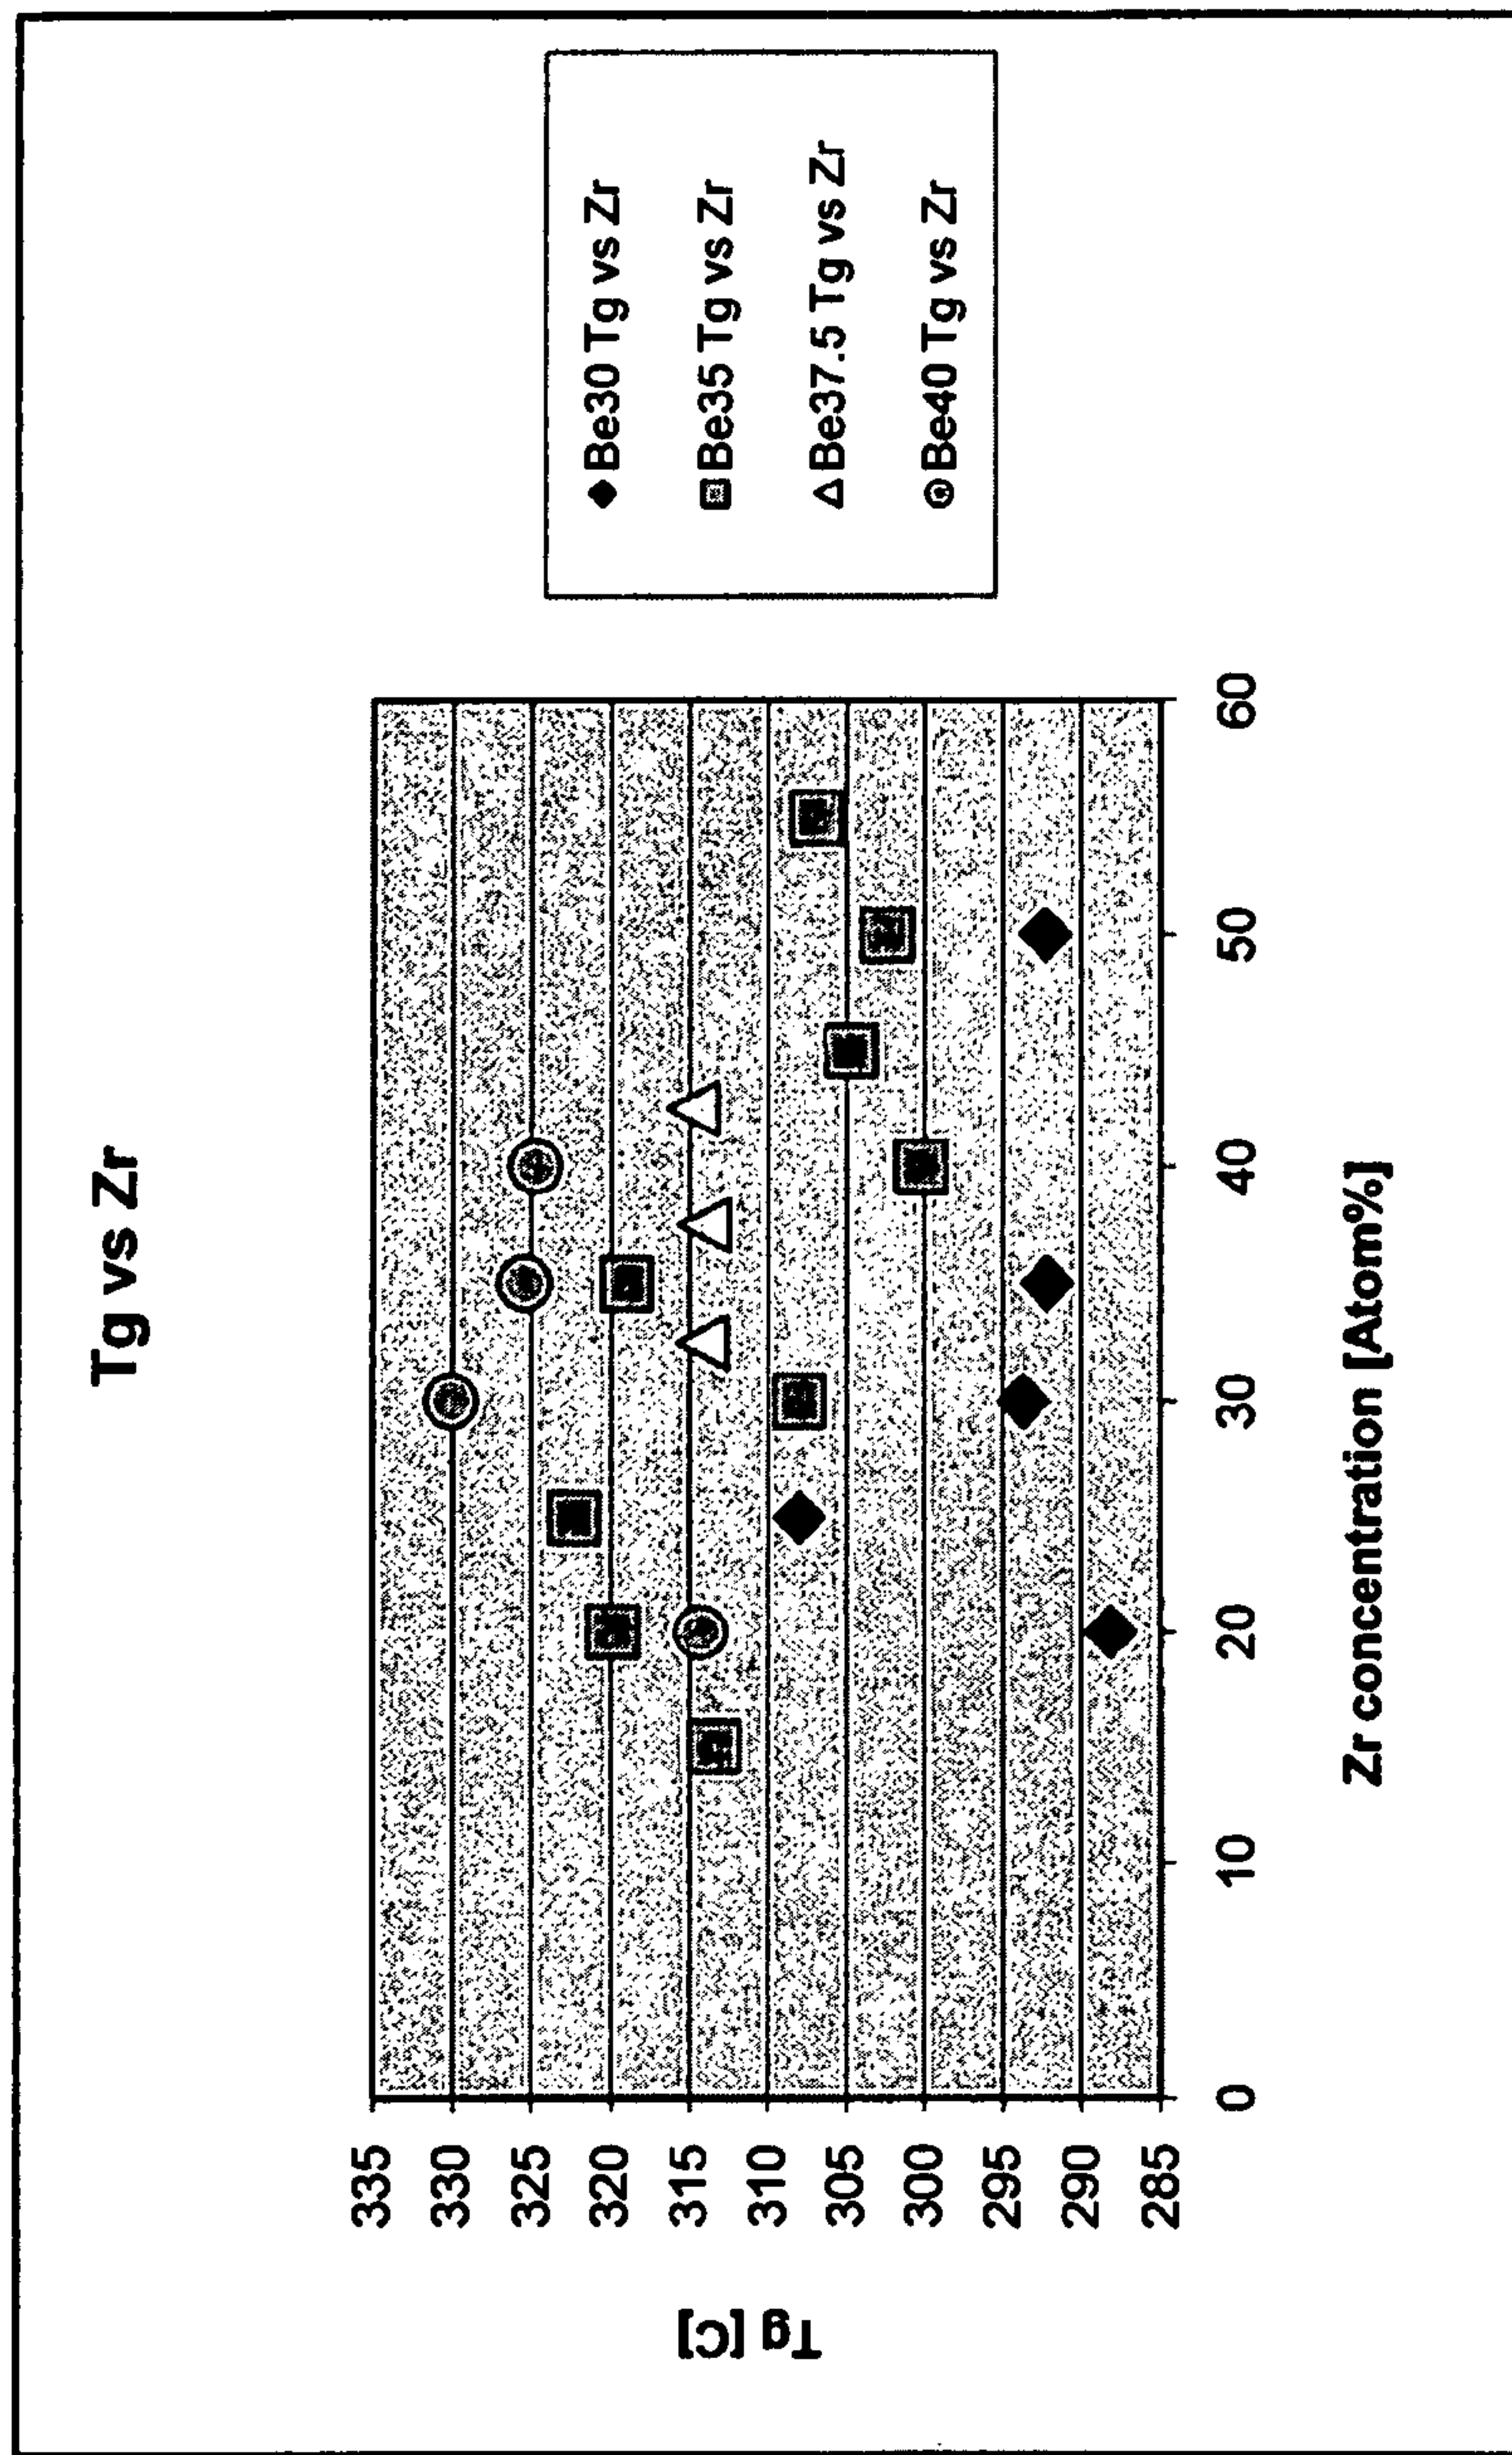 Tg vs Zr
Tg [C]
335
330
325
320
315
310
305
300
295
290
285
0
10
20
30
40
50
60
Zr concentration [Atom%]
Be30 Tg vs Zr
Be35 Tg vs Zr
Be37.5 Tg vs Zr
Be40 Tg vs Zr